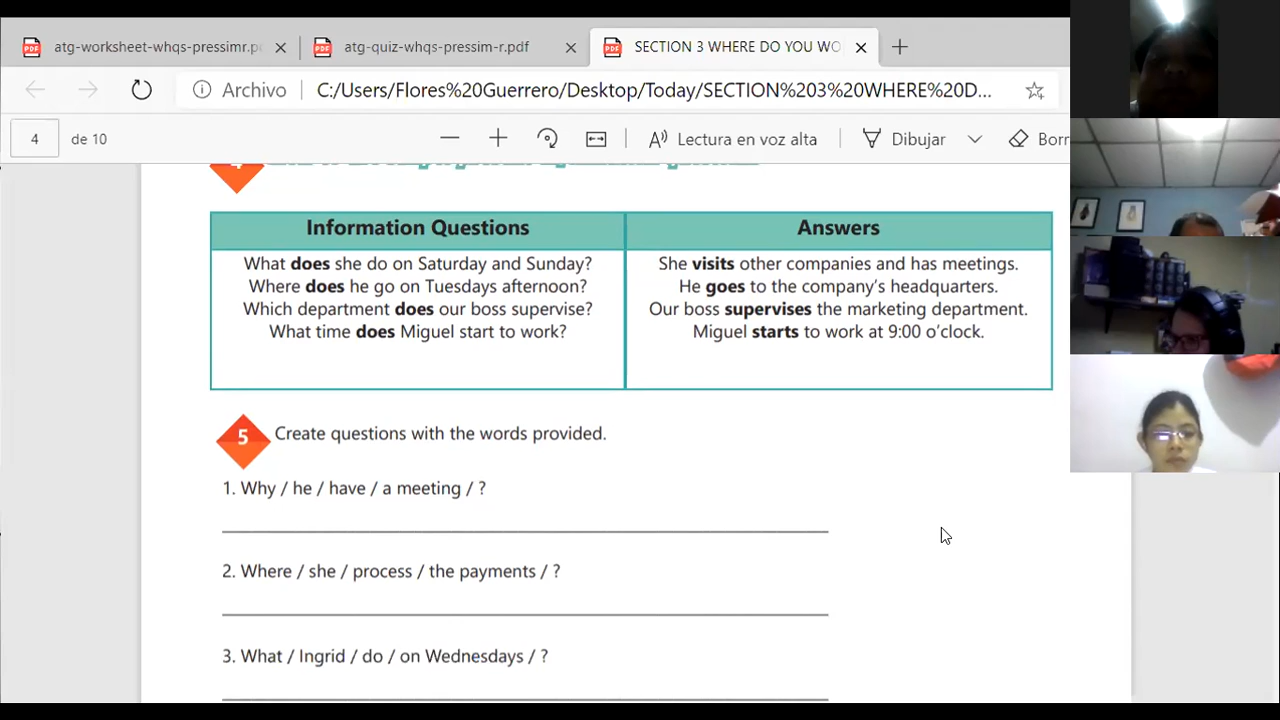 atg-worksheet-whqs-pressimr.p
atg-quiz-whqs-pressim-r.pdf
SECTION 3 WHERE DO YOU WO
Archivo
C:/Users/Flores%20Guerrero/Desktop/Today/SECTION%203%20WHERE%20D...
4 de 10
Lectura en voz alta
Dibujar
Borr
Information Questions
Answers
What does she do on Saturday and Sunday?
She visits other companies and has meetings.
Where does he go on Tuesdays afternoon?
He goes to the company's headquarters.
Which department does our boss supervise?
Our boss supervises the marketing department.
What time does Miguel start to work?
Miguel starts to work at 9:00 o'clock.
5 Create questions with the words provided.
1. Why / he / have / a meeting / ?
2. Where / she / process / the payments / ?
3. What / Ingrid / do / on Wednesdays / ?